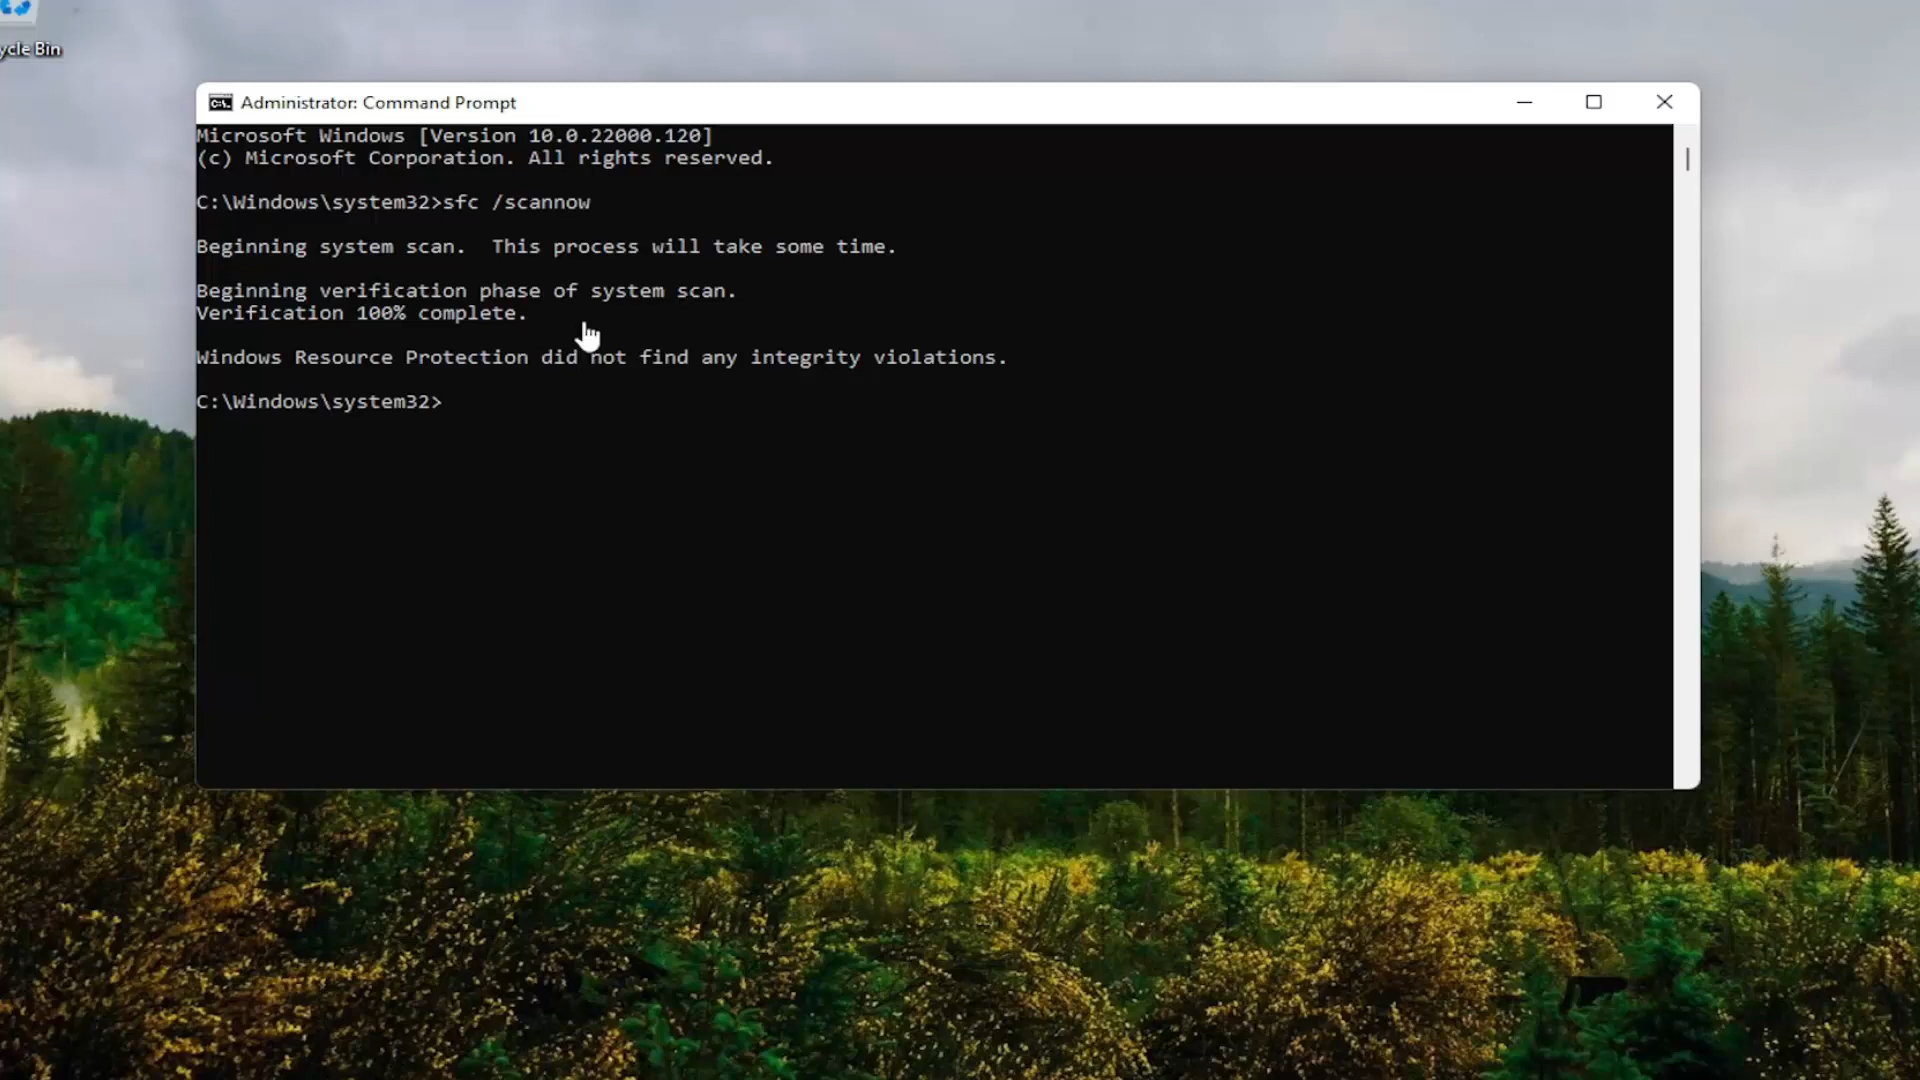 ycle Bin
Administrator: Command Prompt
Microsoft Windows [Version 10.0.22000.120]
(c) Microsoft Corporation. All rights reserved.
C:\Windows\system32>sfc /scannow
Beginning system scan.  This process will take some time.
Beginning verification phase of system scan.
Verification 100% complete.
Windows Resource Protection did not find any integrity violations.
C:\Windows\system32>